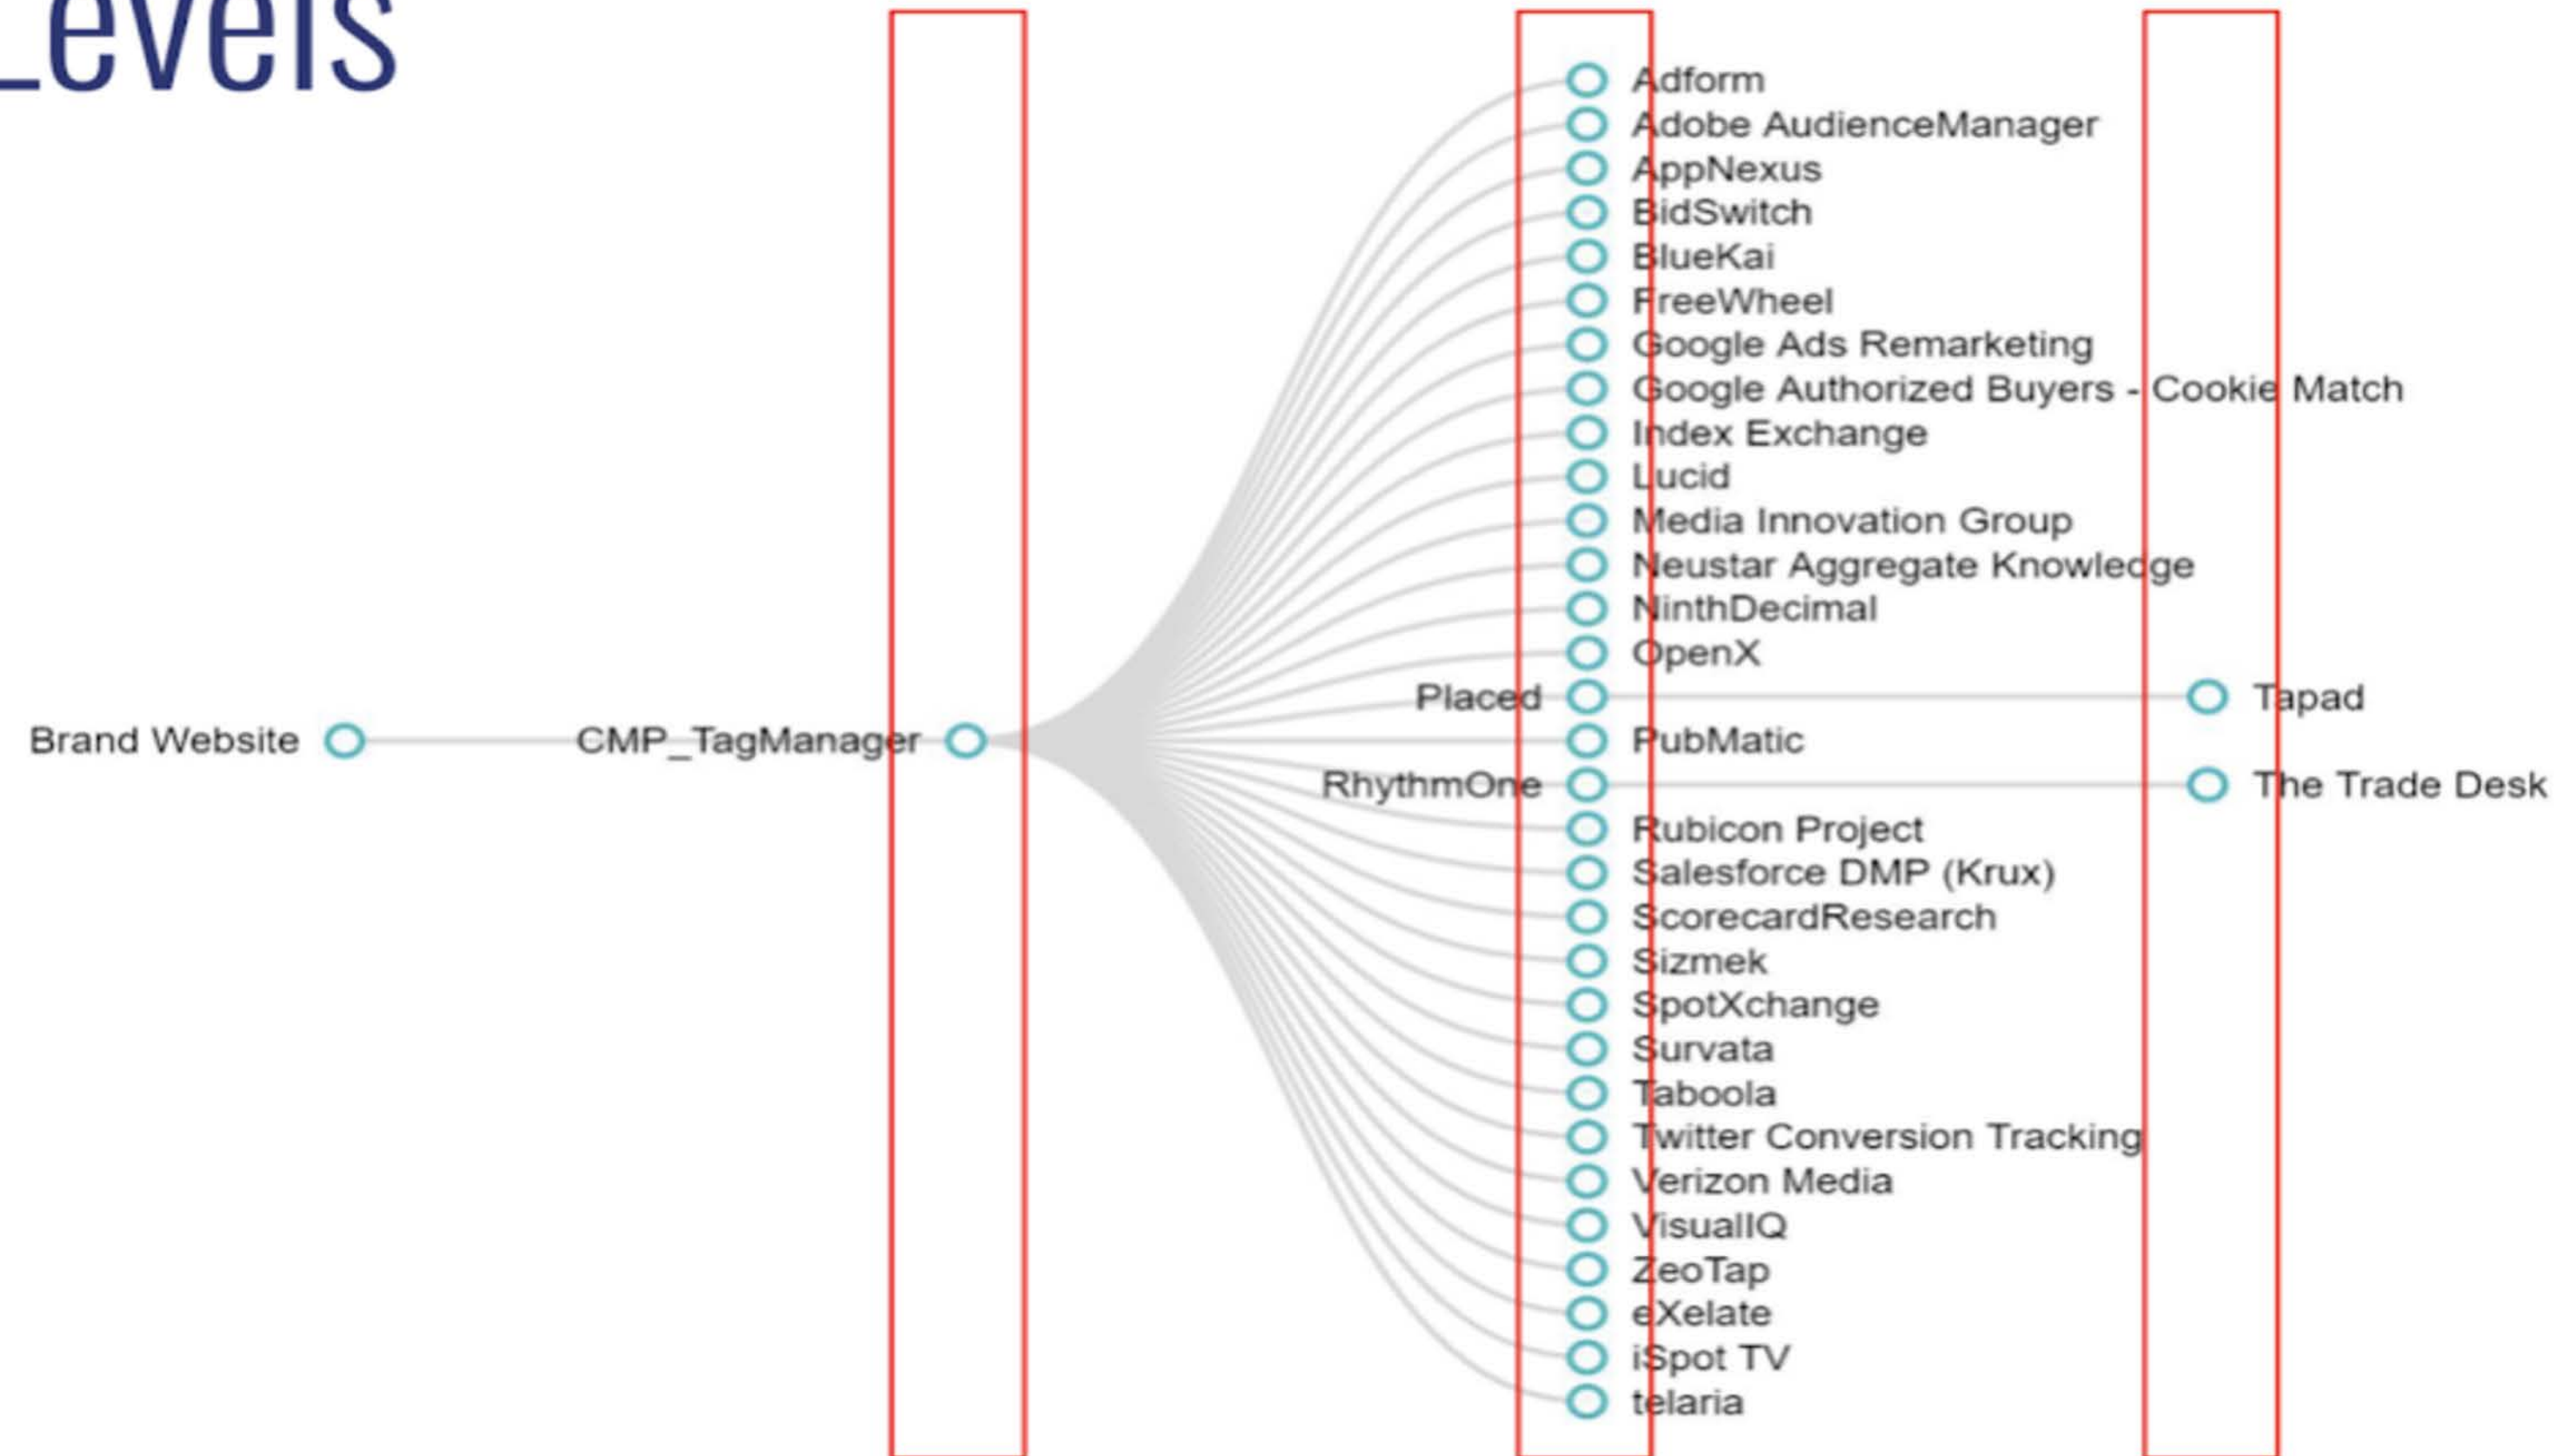 Levels
Adform
Adobe AudienceManager
AppNexus
BidSwitch
BlueKai
FreeWheel
Google Ads Remarketing
Google Authorized Buyers - Cookie Match
Index Exchange
Lucid
Media Innovation Group
Neustar Aggregate Knowledge
NinthDecimal
OpenX
Placed Tapad
Brand Website CMP_TagManager PubMatic
RhythmOne The Trade Desk
Rubicon Project
Salesforce DMP (Krux)
ScorecardResearch
Sizmek
SpotXchange
Survata
Taboola
Twitter Conversion Tracking
Verizon Media
VisualIQ
ZeoTap
eXelate
iSpot TV
telaria